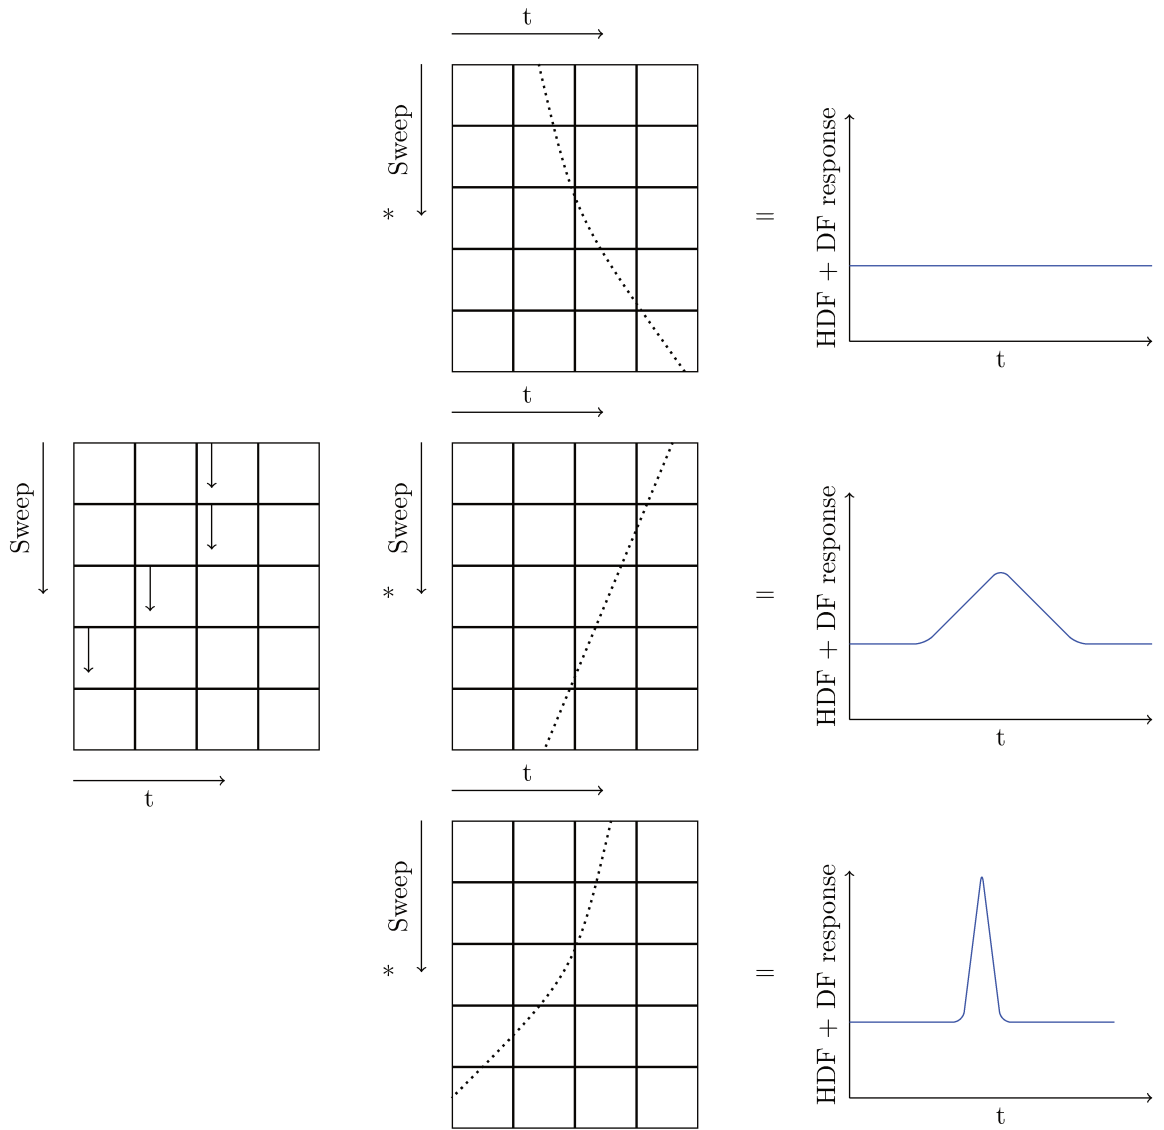 t
Sweep
*
=
HDF + DF response
t
t
Sweep
Sweep
*
=
HDF + DF response
t
t
t
Sweep
*
=
HDF + DF response
t